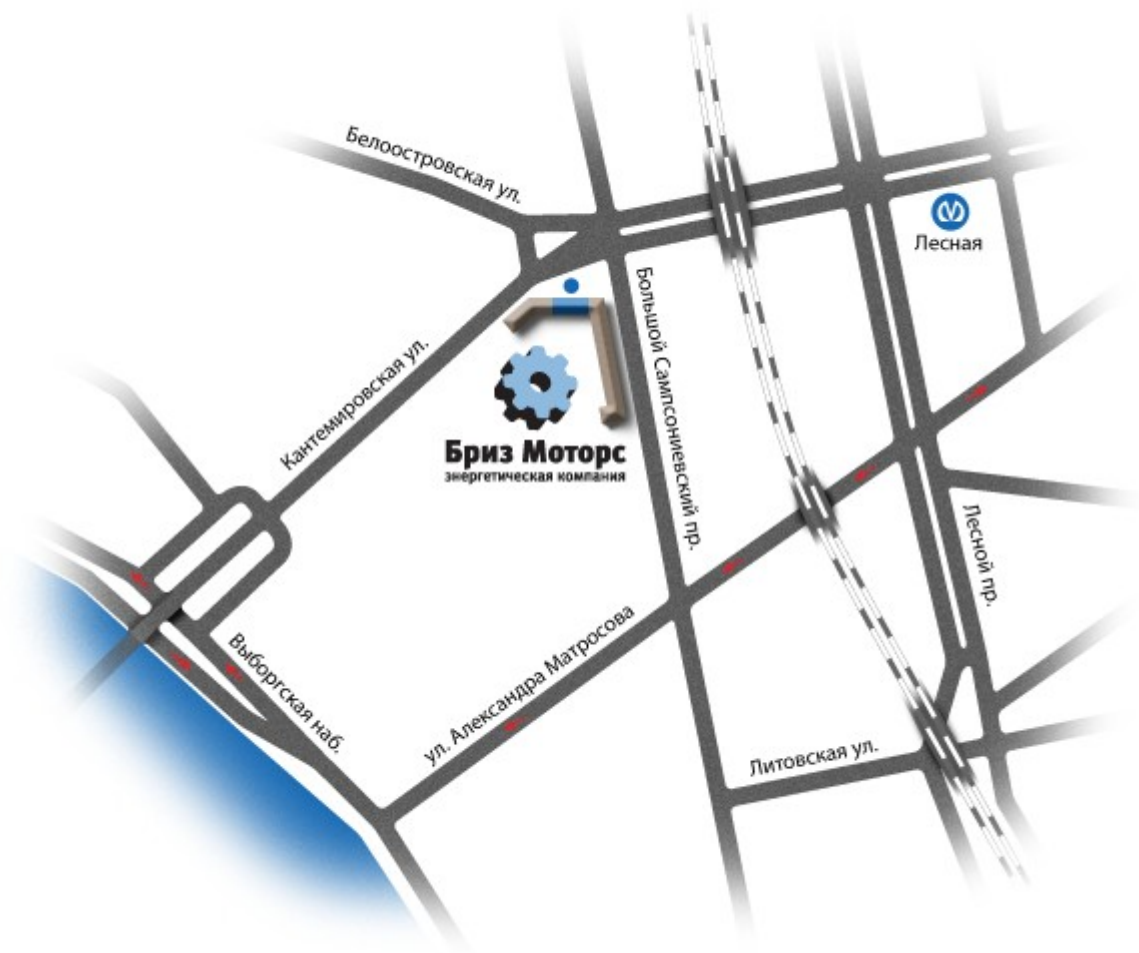 Белоостровская ул.
Лесная
Большой Сампсониевский пр.
Кантемировская ул.
Бриз Моторс
энергетическая компания
Лесной пр.
Выборгская наб.
ул. Александра Матросова
Литовская ул.